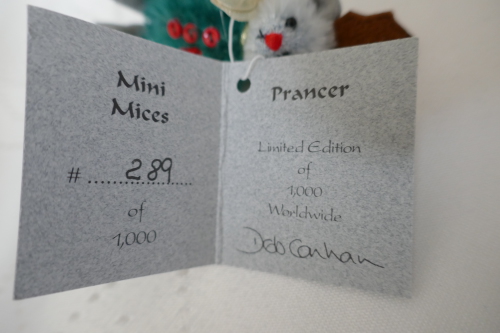 Mini
Mices
# 289
of
1,000
Prancer
Limited Edition
of
1,000
Worldwide
Deb Canham